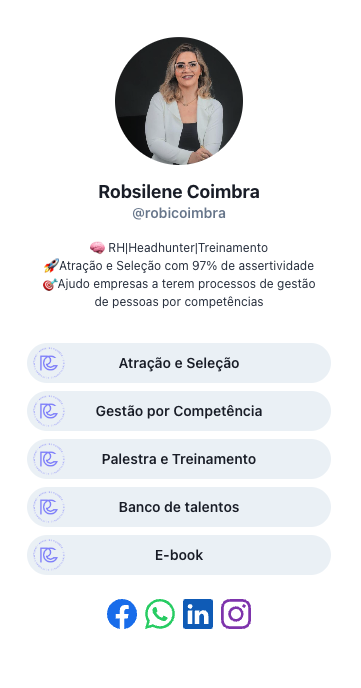 Robsilene Coimbra
@robicoimbra
🧠 RH|Headhunter|Treinamento
🚀Atração e Seleção com 97% de assertividade
🎯Ajudo empresas a terem processos de gestão
de pessoas por competências
Atração e Seleção
Gestão por Competência
Palestra e Treinamento
Banco de talentos
E-book